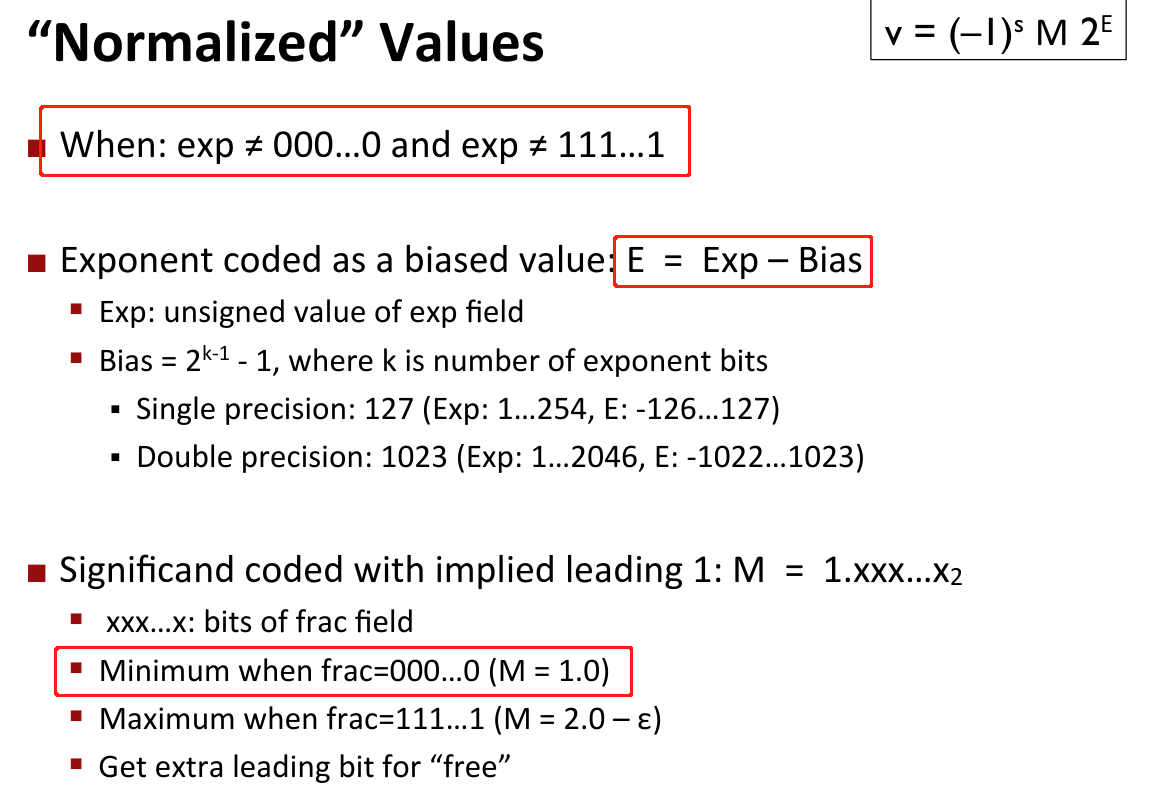 “Normalized” Values
v = (–1)ˢ M 2ᴱ
When: exp ≠ 000…0 and exp ≠ 111…1
Exponent coded as a biased value: E = Exp – Bias
Exp: unsigned value of exp field
Bias = 2ᵏ⁻¹ - 1, where k is number of exponent bits
Single precision: 127 (Exp: 1…254, E: -126…127)
Double precision: 1023 (Exp: 1…2046, E: -1022…1023)
Significand coded with implied leading 1: M = 1.xxx…x₂
xxx…x: bits of frac field
Minimum when frac=000…0 (M = 1.0)
Maximum when frac=111…1 (M = 2.0 – ε)
Get extra leading bit for “free”